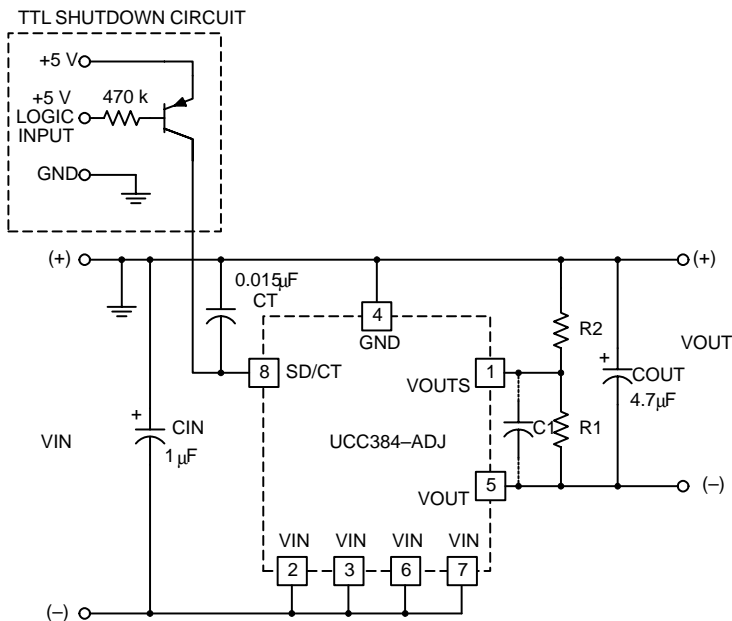 TTL SHUTDOWN CIRCUIT
+5 V
+5 V
LOGIC
INPUT
470 k
GND
(+)
(+)
0.015µF
CT
4
GND
R2
VOUT
8
SD/CT
1
VOUTS
+
COUT
4.7µF
+
CIN
1 µF
VIN
UCC384–ADJ
C1
R1
5
VOUT
(–)
VIN
VIN
VIN
VIN
2
3
6
7
(–)